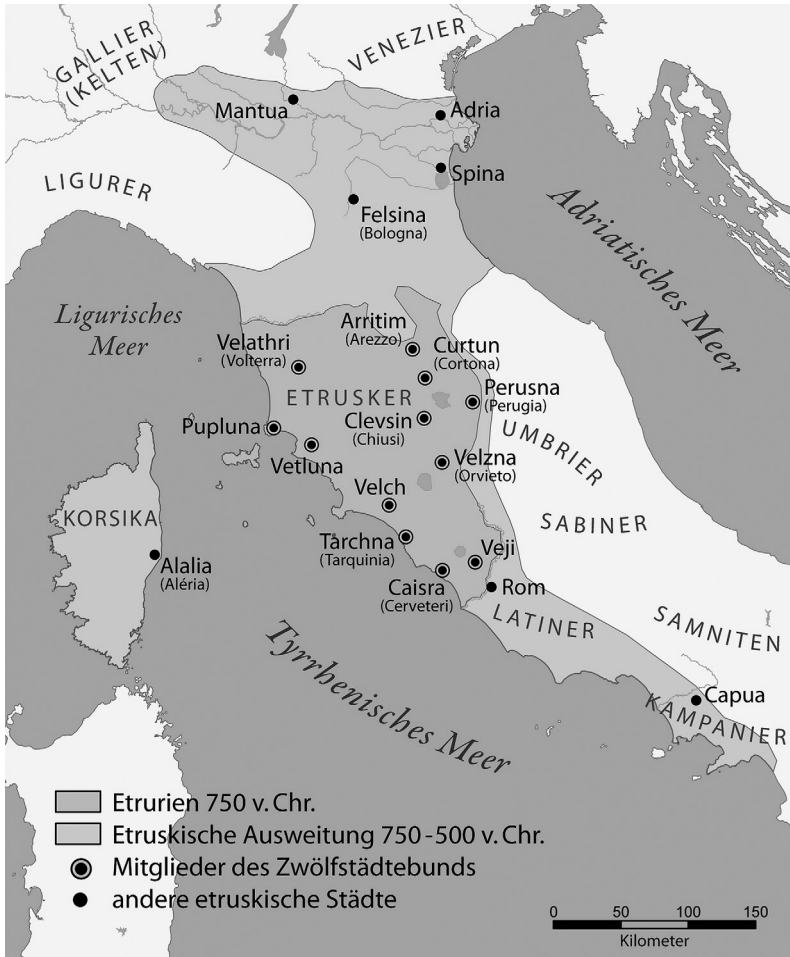 GALLIER
(KELTEN)
VENEZIER
Mantua
Adria
Spina
LIGURER
Felsina
(Bologna)
Adriatisches Meer
Ligurisches
Meer
Arritim
(Arezzo)
Velathri
(Volterra)
Curtun
(Cortona)
ETRUSKER
Perusna
(Perugia)
Clevsin
(Chiusi)
Pupluna
Vetluna
UMBRIER
Velzna
(Orvieto)
Velch
KORSIKA
SABINER
Tarchna
(Tarquinia)
Veji
Alalia
(Aléria)
Caisra
(Cerveteri)
Rom
LATINER
SAMNITEN
Tyrrhenisches Meer
Capua
KAMPANIER
Etrurien 750 v. Chr.
Etruskische Ausweitung 750-500 v. Chr.
Mitglieder des Zwölfstädtebunds
andere etruskische Städte
0 50 100 150
Kilometer